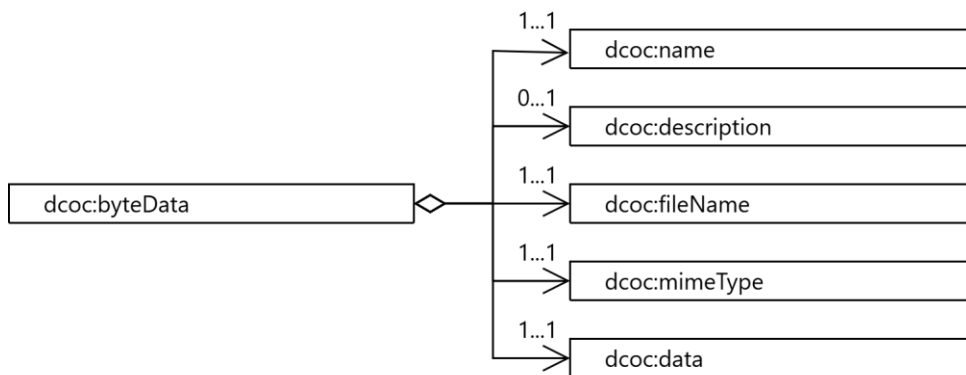 1...1
dcoc:name
0...1
dcoc:description
dcoc:byteData
1...1
dcoc:fileName
1...1
dcoc:mimeType
1...1
dcoc:data